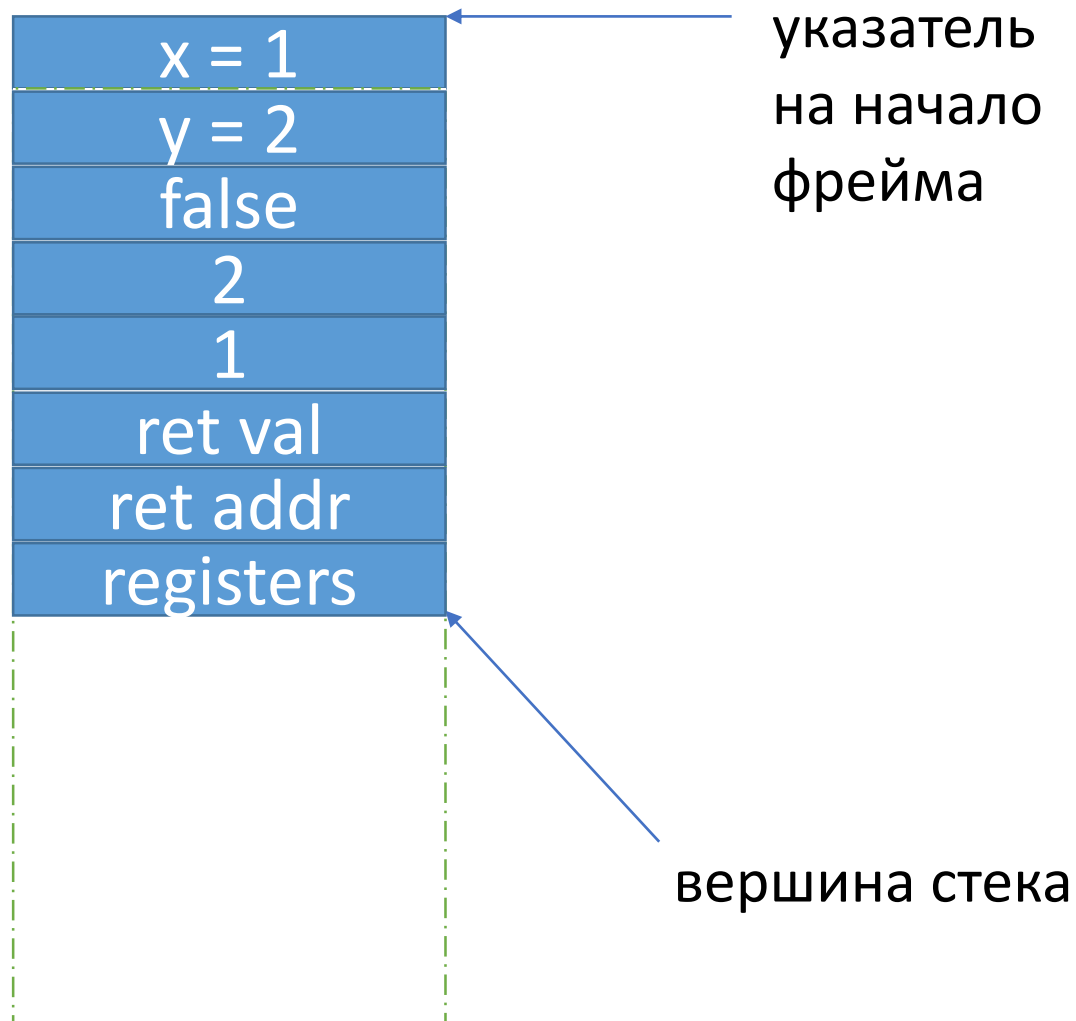 x = 1
y = 2
false
2
1
ret val
ret addr
registers
указатель
на начало
фрейма
вершина стека